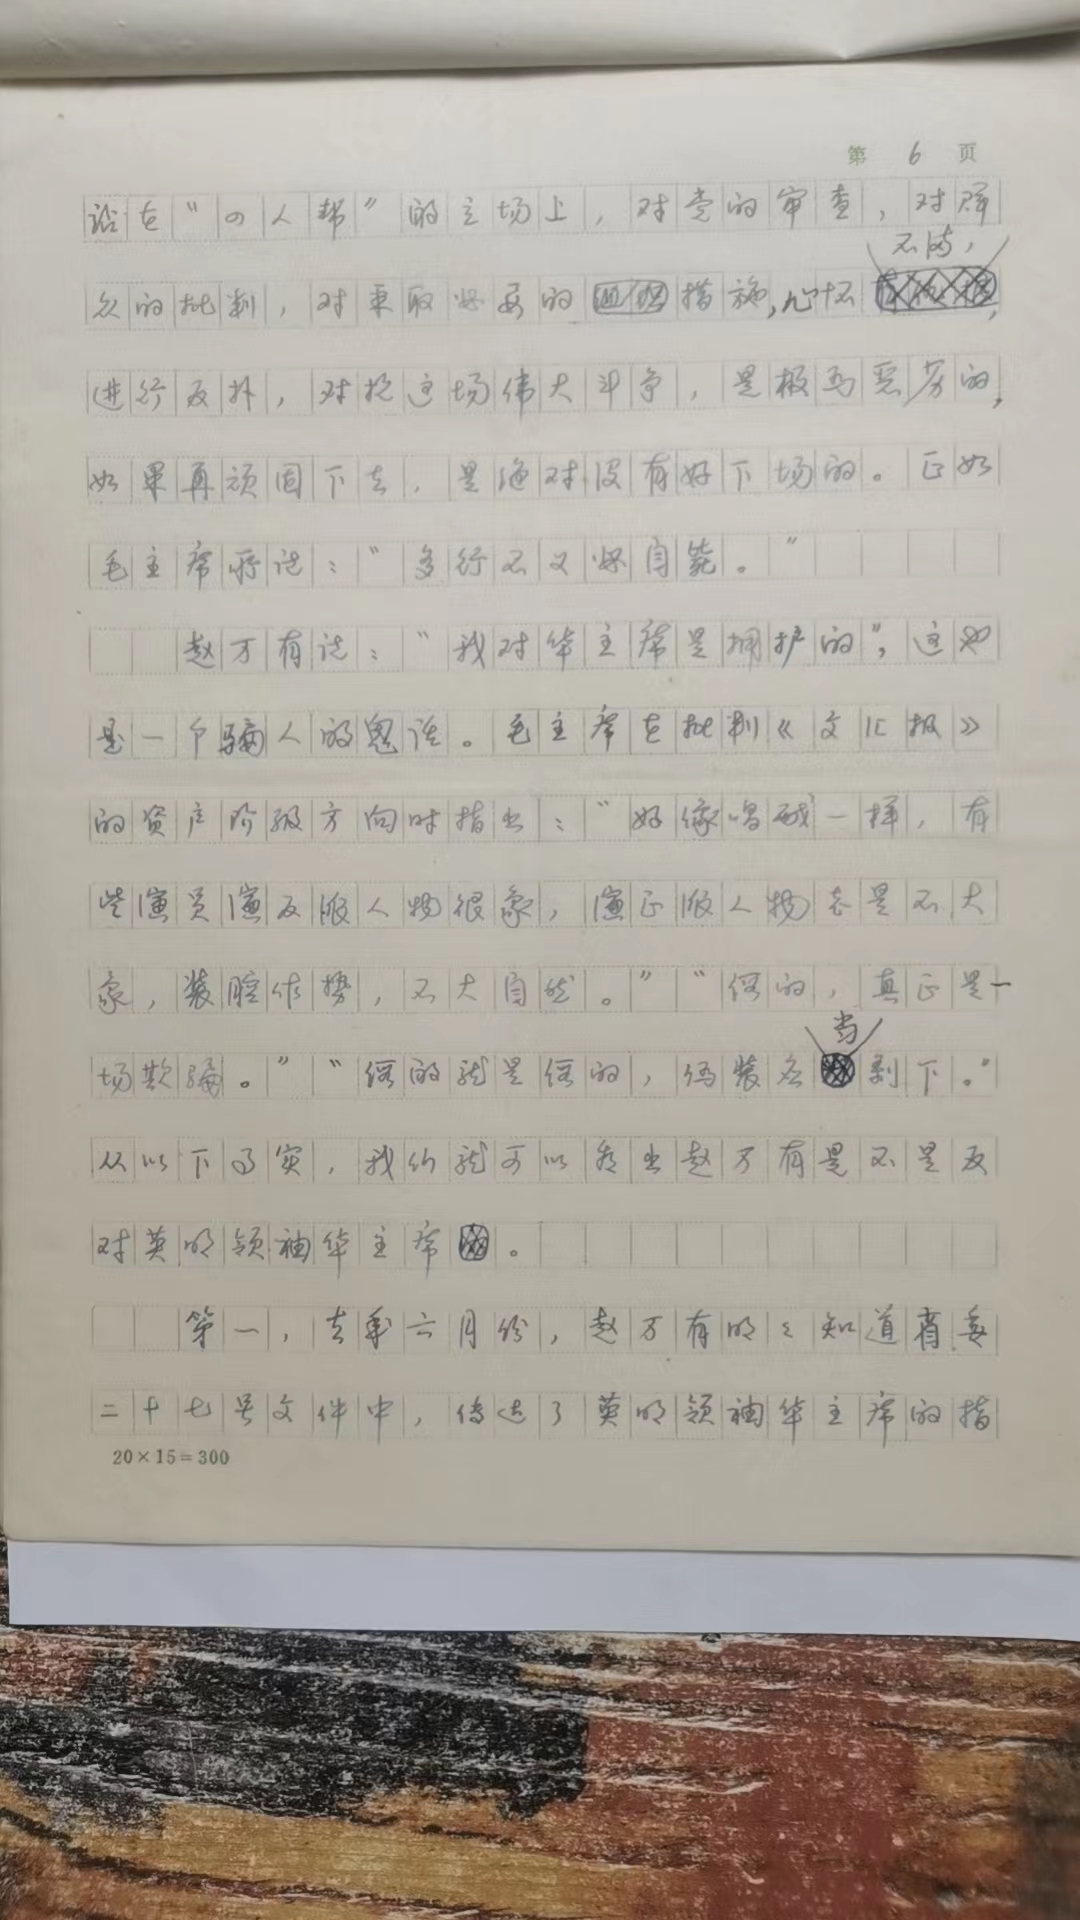 第 6 页
站在“四人帮”的立场上，对党的审查，对群
不满，
众的批判，对采取必要的措施，心怀，
进行反扑，对抗这场伟大斗争，是极为恶劣的，
如果再顽固下去，是绝对没有好下场的。正如
毛主席所说：“多行不义必自毙。”
赵万有说：“我对华主席是拥护的”，这也
是一个骗人的鬼话。毛主席在批判《文汇报》
的资产阶级方向时指出：“好像唱戏一样，有
些演员演反派人物很象，演正派人物老是不大
象，装腔作势，不大自然。”“假的，真正是一
当
场欺骗。”“假的就是假的，伪装应剥下。”
从以下事实，我们就可以看出赵万有是不是反
对英明领袖华主席。
第一，去年六月份，赵万有明々知道省委
二十七号文件中，传达了英明领袖华主席的指
20×15=300